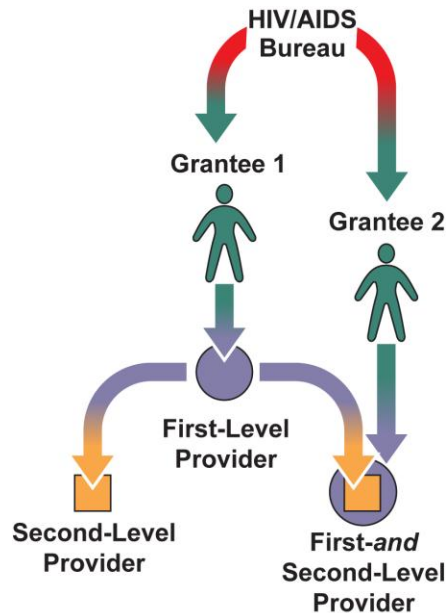 HIV/AIDS
Bureau
Grantee 1
Grantee 2
First-Level
Provider
Second-Level
Provider
First-and
Second-Level
Provider